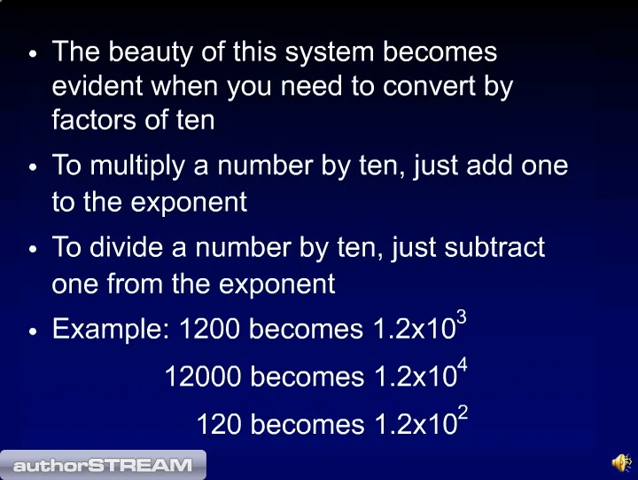 • The beauty of this system becomes
evident when you need to convert by
factors of ten
• To multiply a number by ten, just add one
to the exponent
• To divide a number by ten, just subtract
one from the exponent
• Example: 1200 becomes 1.2x10³
12000 becomes 1.2x10⁴
120 becomes 1.2x10²
authorSTREAM